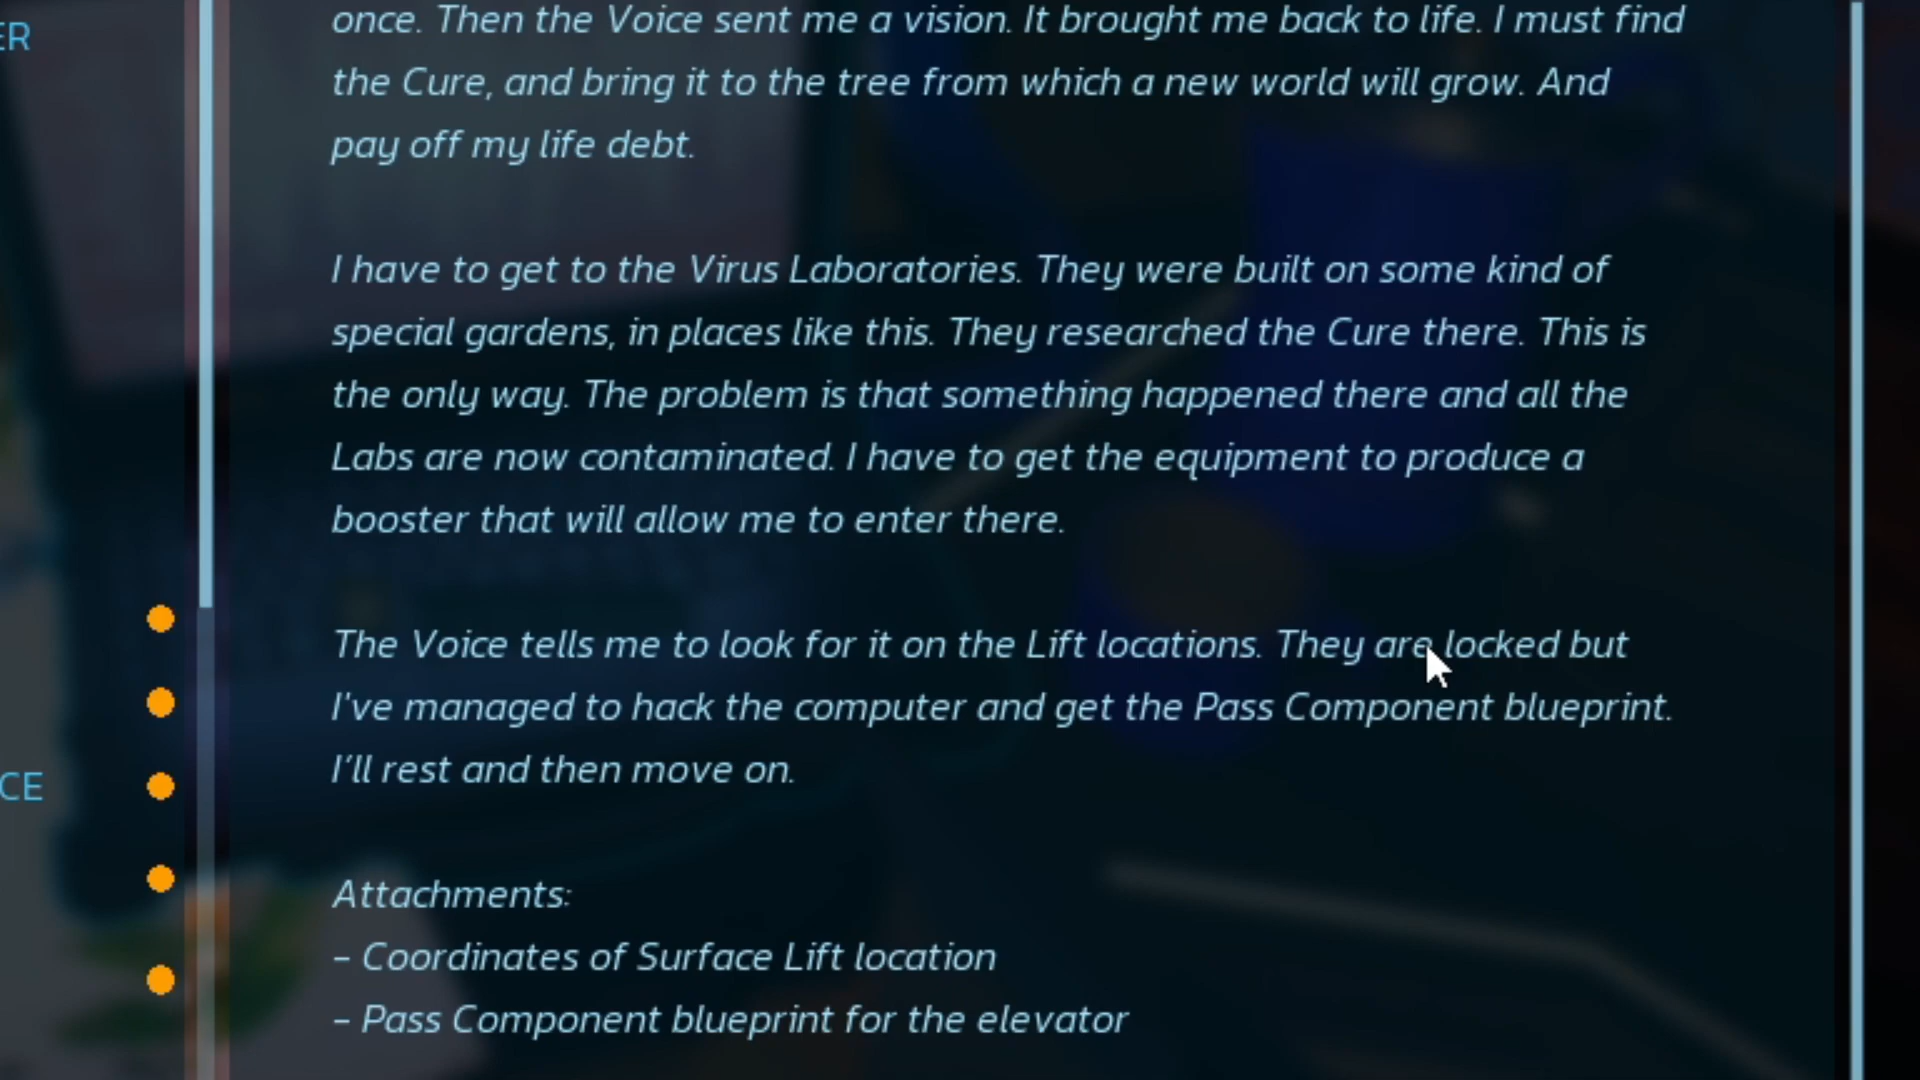 ER
once. Then the Voice sent me a vision. It brought me back to life. I must find
the Cure, and bring it to the tree from which a new world will grow. And
pay off my life debt.
I have to get to the Virus Laboratories. They were built on some kind of
special gardens, in places like this. They researched the Cure there. This is
the only way. The problem is that something happened there and all the
Labs are now contaminated. I have to get the equipment to produce a
booster that will allow me to enter there.
The Voice tells me to look for it on the Lift locations. They are locked but
I've managed to hack the computer and get the Pass Component blueprint.
I'll rest and then move on.
CE
Attachments:
- Coordinates of Surface Lift location
- Pass Component blueprint for the elevator